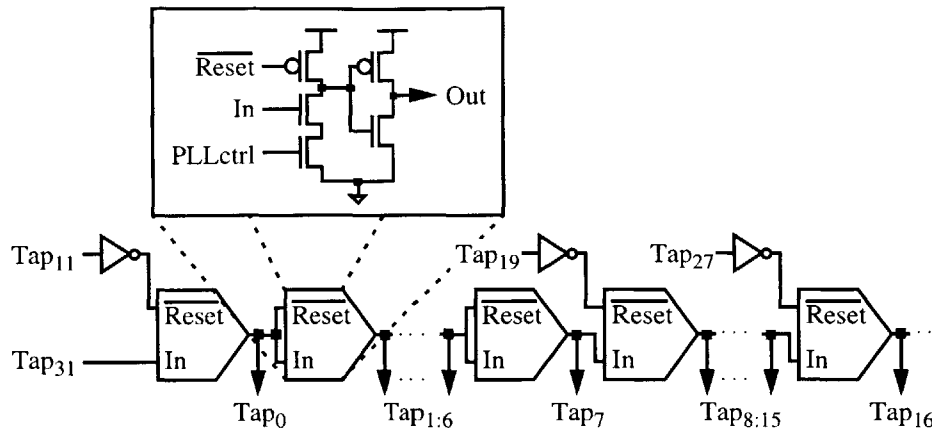 Reset
In
Out
PLLctrl
Tap11
Tap19
Tap27
Reset
Reset
Reset
Reset
Reset
Tap31
In
In
In
In
In
Tap0
Tap1:6
Tap7
Tap8:15
Tap16